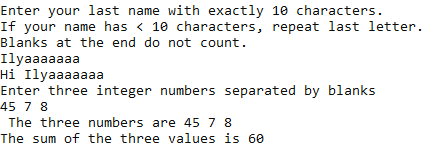 Enter your last name with exactly 10 characters.
If your name has < 10 characters, repeat last letter.
Blanks at the end do not count.
Ilyaaaaaaa
Hi Ilyaaaaaaa
Enter three integer numbers separated by blanks
45 7 8
 The three numbers are 45 7 8
The sum of the three values is 60